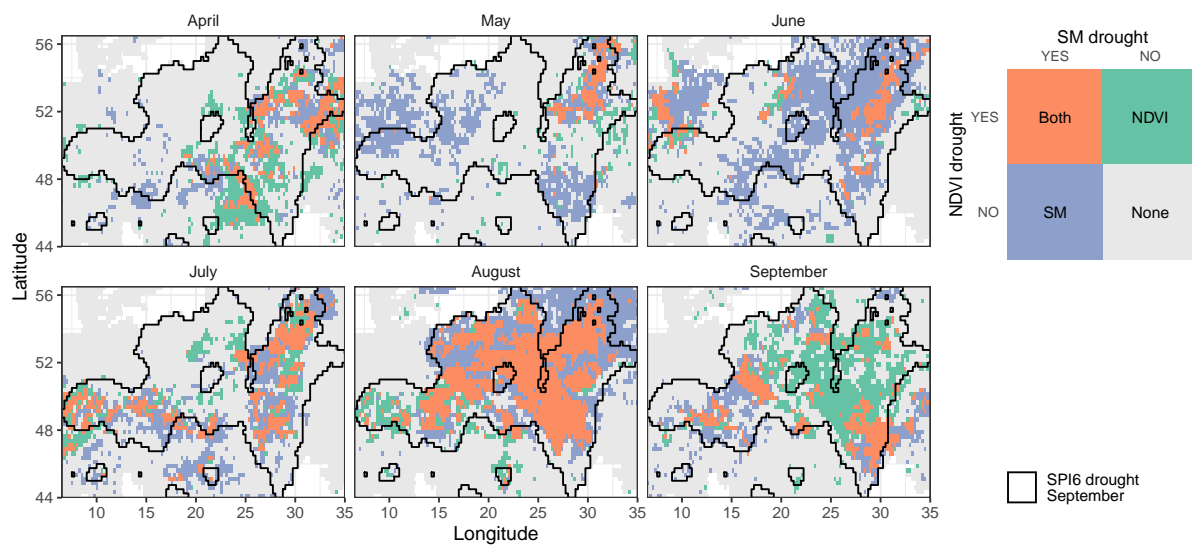 April
May
June
56
52
48
44
SM drought
YES
NO
NDVI drought
YES
NO
Both
NDVI
SM
None
Latitude
July
August
September
56
52
48
44
10
15
20
25
30
35
10
15
20
25
30
35
10
15
20
25
30
35
Longitude
SPI6 drought
September